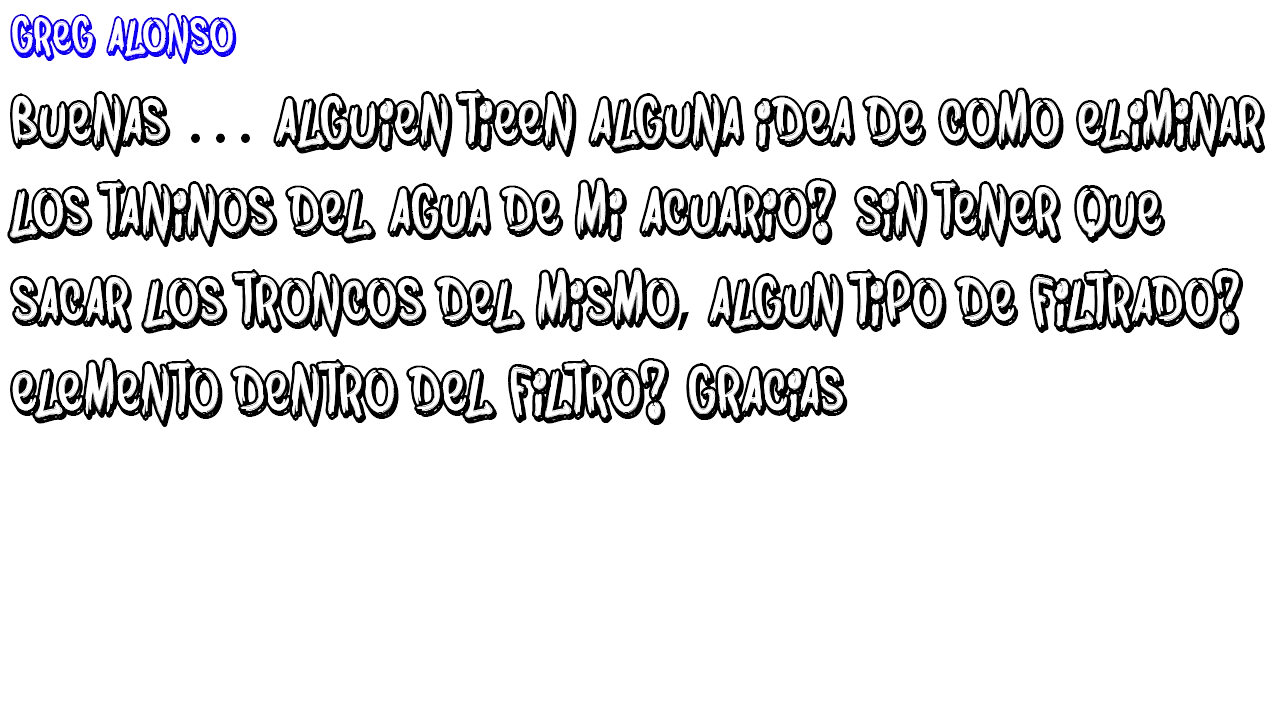 Greg Alonso
Buenas ... alguien tieen alguna idea de como eliminar
los taninos del agua de mi acuario? sin tener que
sacar los troncos del mismo, algun tipo de filtrado?
elemento dentro del filtro? gracias